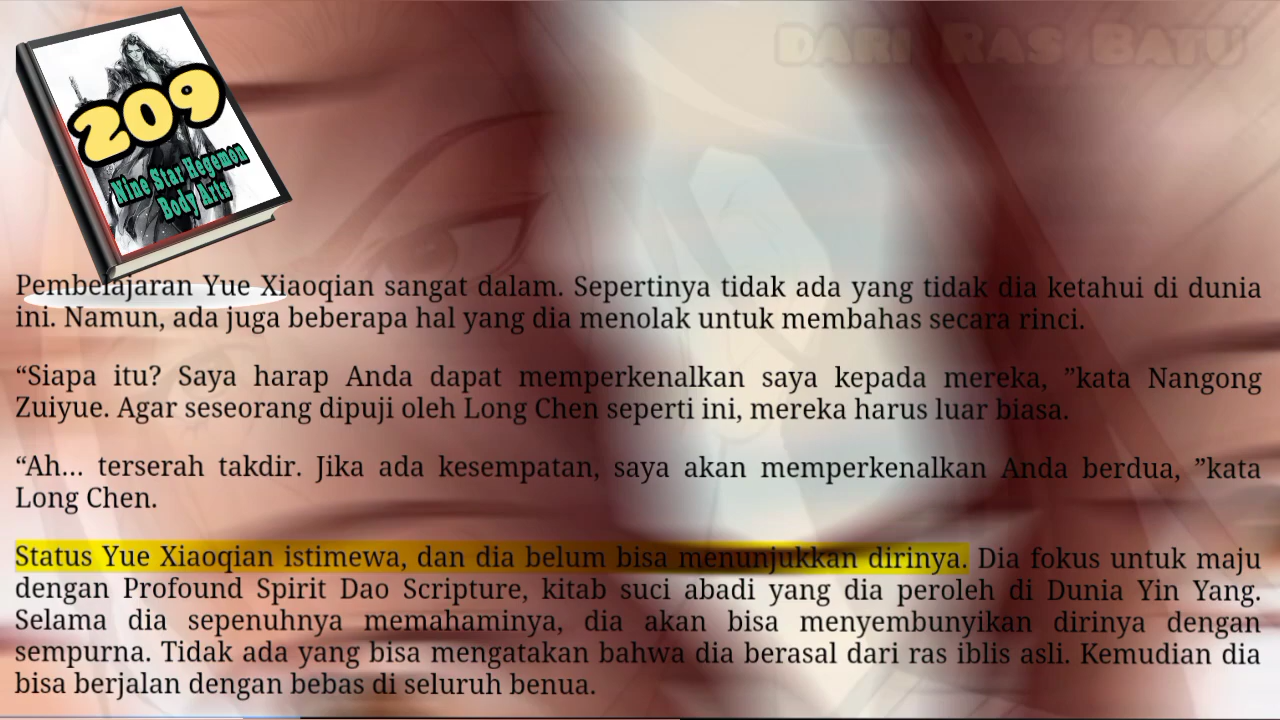 DARI RAS BATU
209
Nine Star Hegemon
Body Arts
Pembelajaran Yue Xiaoqian sangat dalam. Sepertinya tidak ada yang tidak dia ketahui di dunia
ini. Namun, ada juga beberapa hal yang dia menolak untuk membahas secara rinci.
“Siapa itu? Saya harap Anda dapat memperkenalkan saya kepada mereka, ”kata Nangong
Zuiyue. Agar seseorang dipuji oleh Long Chen seperti ini, mereka harus luar biasa.
“Ah… terserah takdir. Jika ada kesempatan, saya akan memperkenalkan Anda berdua, ”kata
Long Chen.
Status Yue Xiaoqian istimewa, dan dia belum bisa menunjukkan dirinya. Dia fokus untuk maju
dengan Profound Spirit Dao Scripture, kitab suci abadi yang dia peroleh di Dunia Yin Yang.
Selama dia sepenuhnya memahaminya, dia akan bisa menyembunyikan dirinya dengan
sempurna. Tidak ada yang bisa mengatakan bahwa dia berasal dari ras iblis asli. Kemudian dia
bisa berjalan dengan bebas di seluruh benua.